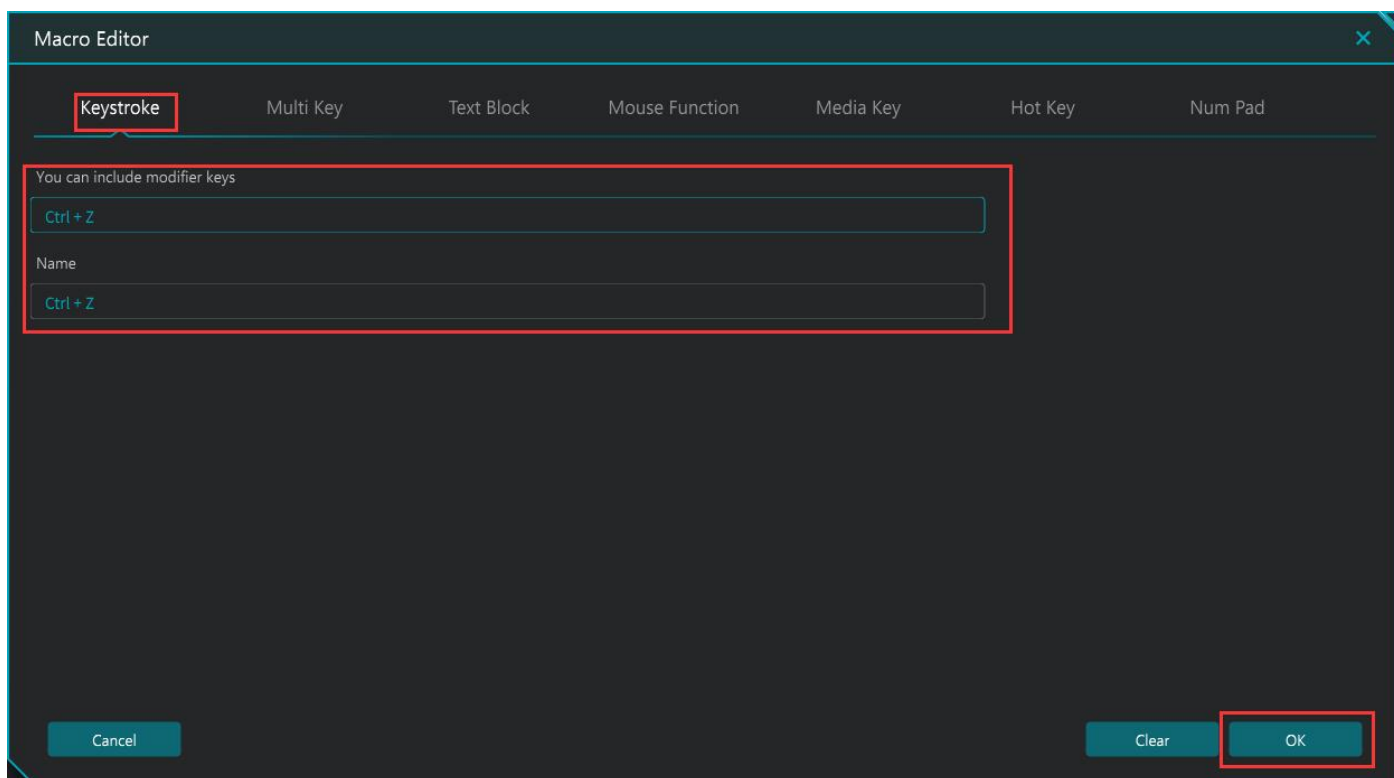 Macro Editor
Keystroke Multi Key Text Block Mouse Function Media Key Hot Key Num Pad
You can include modifier keys
Ctrl + Z
Name
Ctrl + Z
Cancel Clear OK